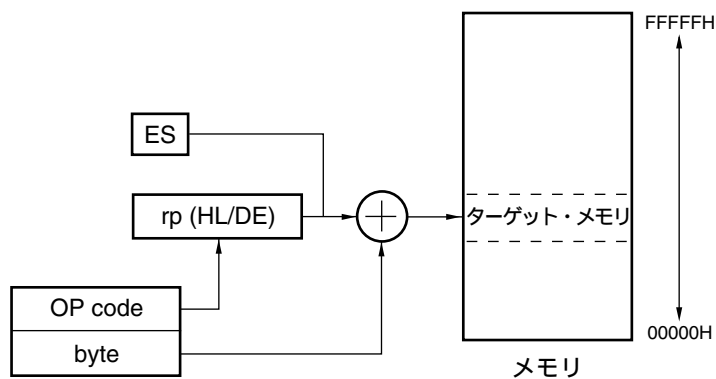 FFFFFH
ES
rp (HL/DE)
ターゲット・メモリ
OP code
byte
00000H
メモリ